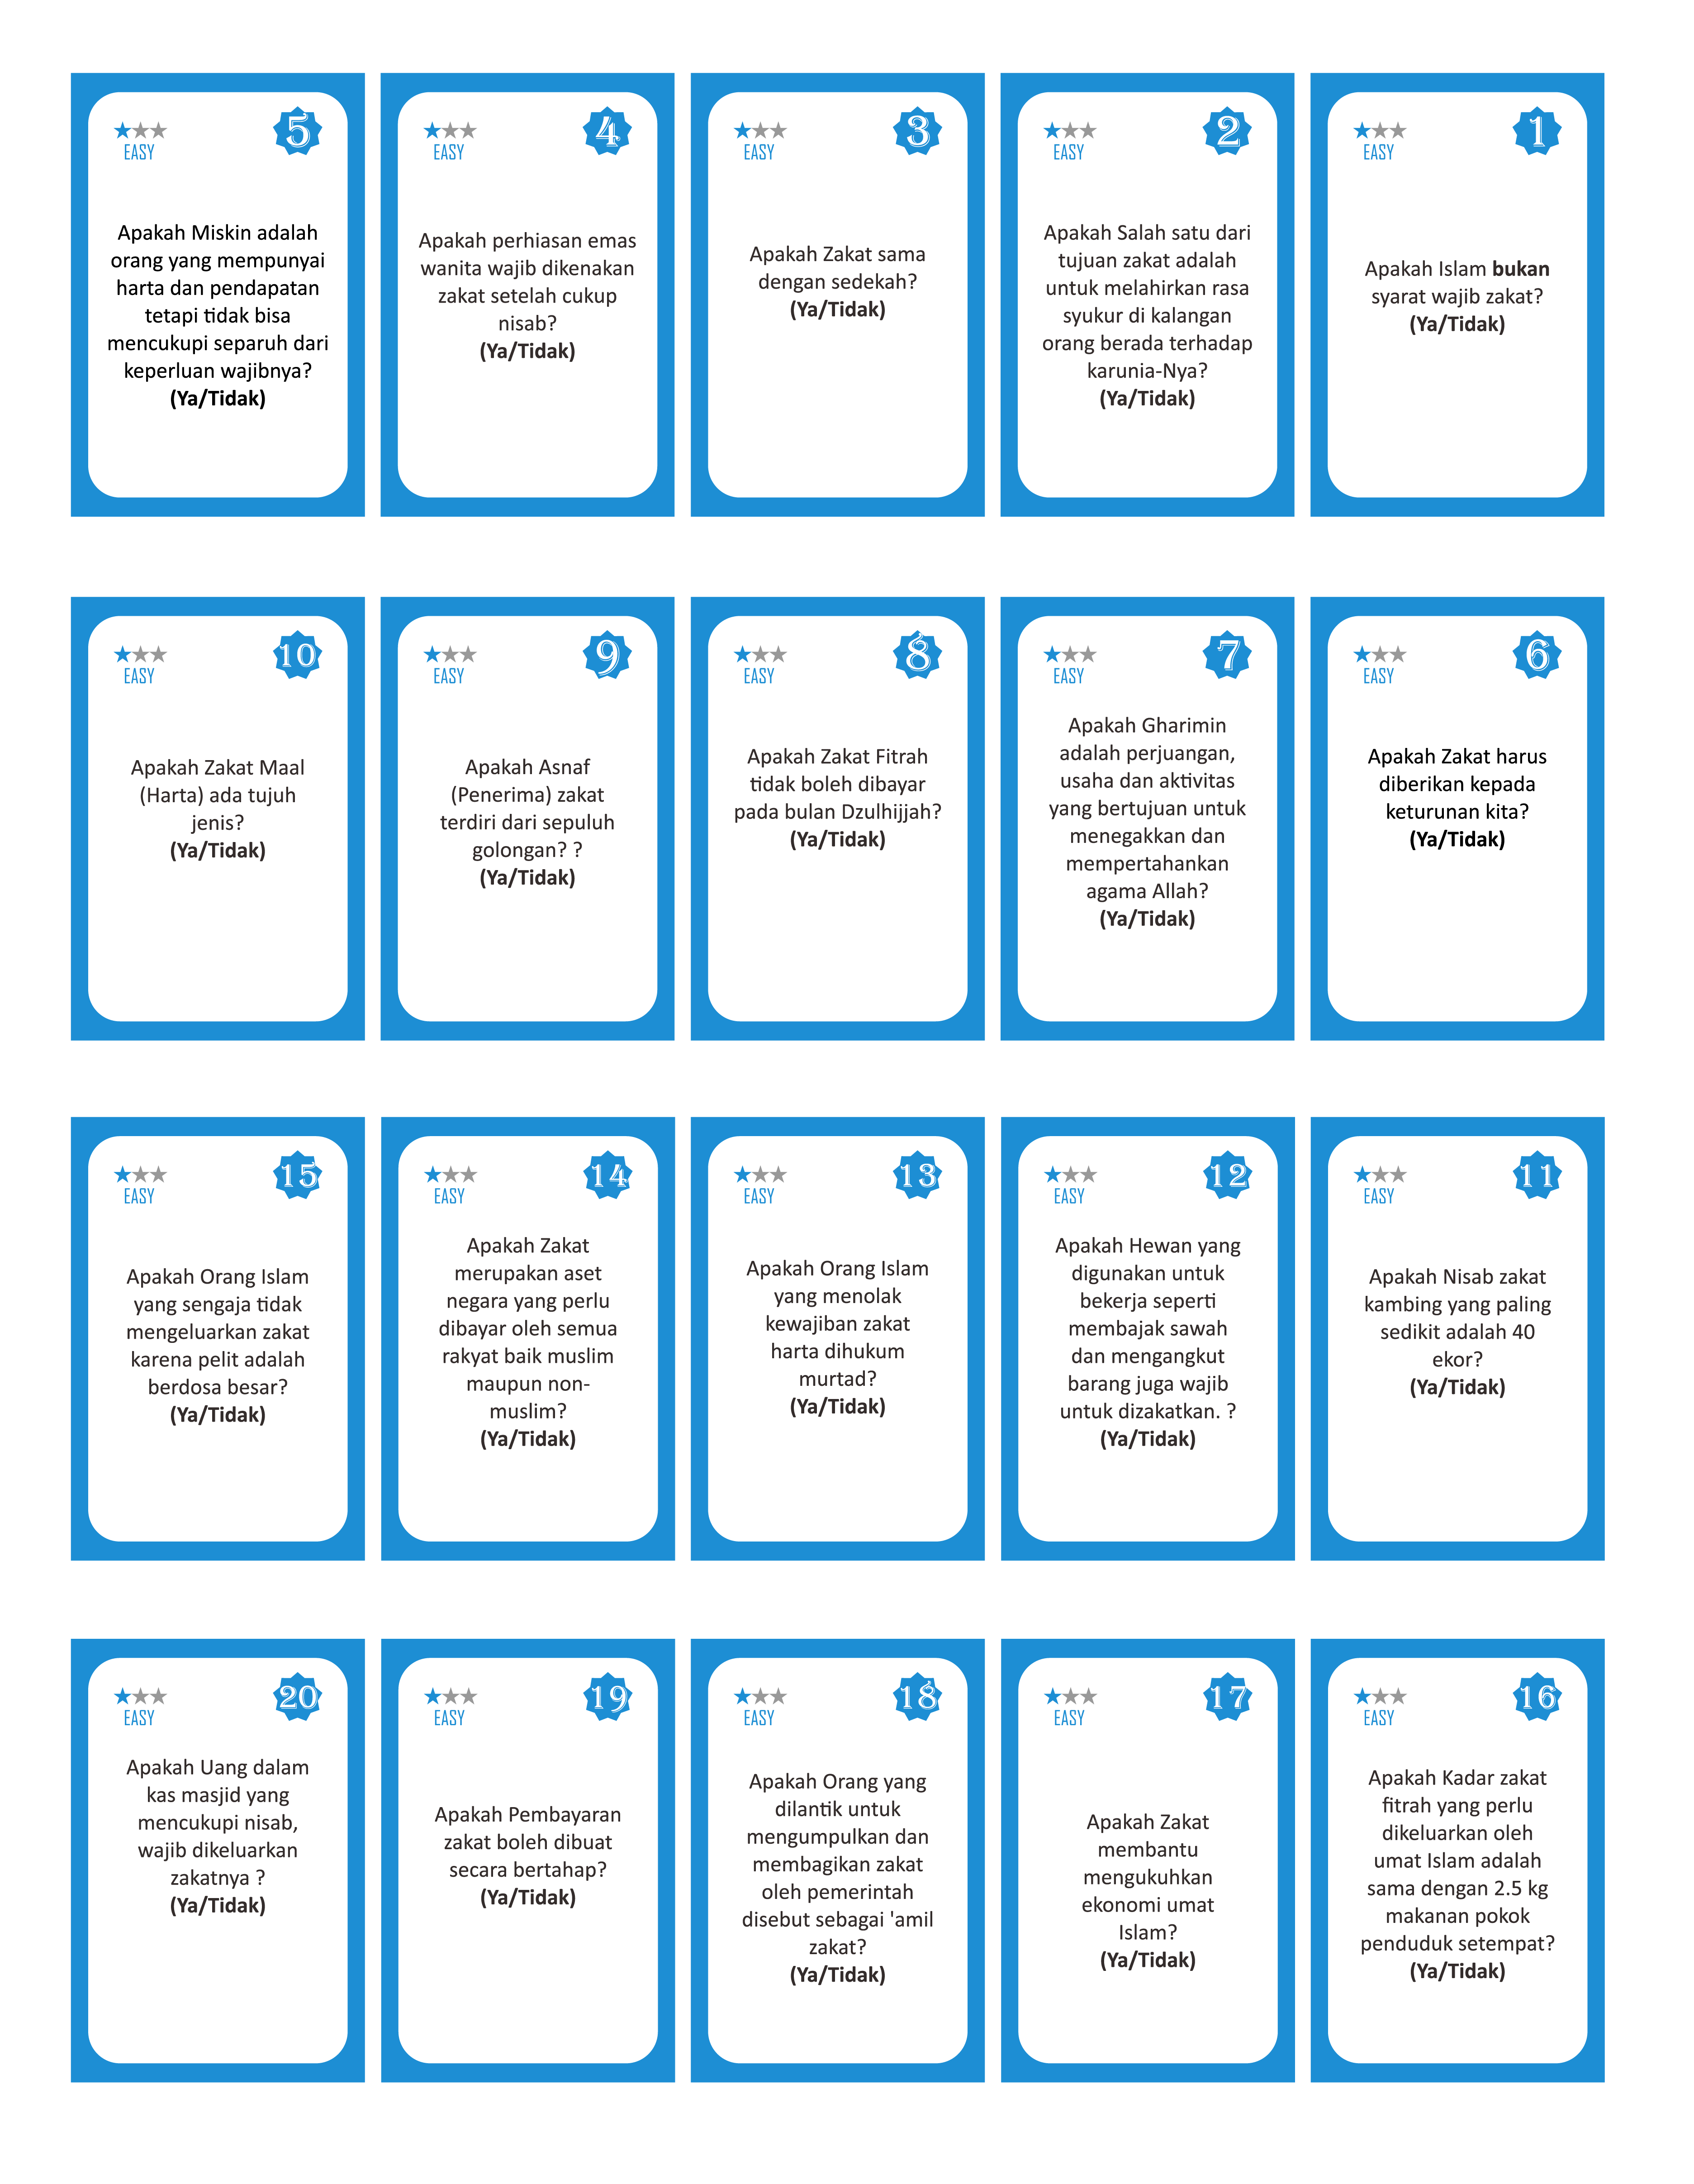 EASY
5
Apakah Miskin adalah
orang yang mempunyai
harta dan pendapatan
tetapi tidak bisa
mencukupi separuh dari
keperluan wajibnya?
(Ya/Tidak)
EASY
4
Apakah perhiasan emas
wanita wajib dikenakan
zakat setelah cukup
nisab?
(Ya/Tidak)
EASY
3
Apakah Zakat sama
dengan sedekah?
(Ya/Tidak)
EASY
2
Apakah Salah satu dari
tujuan zakat adalah
untuk melahirkan rasa
syukur di kalangan
orang berada terhadap
karunia-Nya?
(Ya/Tidak)
EASY
1
Apakah Islam bukan
syarat wajib zakat?
(Ya/Tidak)
EASY
10
Apakah Zakat Maal
(Harta) ada tujuh
jenis?
(Ya/Tidak)
EASY
9
Apakah Asnaf
(Penerima) zakat
terdiri dari sepuluh
golongan? ?
(Ya/Tidak)
EASY
8
Apakah Zakat Fitrah
tidak boleh dibayar
pada bulan Dzulhijjah?
(Ya/Tidak)
EASY
7
Apakah Gharimin
adalah perjuangan,
usaha dan aktivitas
yang bertujuan untuk
menegakkan dan
mempertahankan
agama Allah?
(Ya/Tidak)
EASY
6
Apakah Zakat harus
diberikan kepada
keturunan kita?
(Ya/Tidak)
EASY
15
Apakah Orang Islam
yang sengaja tidak
mengeluarkan zakat
karena pelit adalah
berdosa besar?
(Ya/Tidak)
EASY
14
Apakah Zakat
merupakan aset
negara yang perlu
dibayar oleh semua
rakyat baik muslim
maupun non-
muslim?
(Ya/Tidak)
EASY
13
Apakah Orang Islam
yang menolak
kewajiban zakat
harta dihukum
murtad?
(Ya/Tidak)
EASY
12
Apakah Hewan yang
digunakan untuk
bekerja seperti
membajak sawah
dan mengangkut
barang juga wajib
untuk dizakatkan. ?
(Ya/Tidak)
EASY
11
Apakah Nisab zakat
kambing yang paling
sedikit adalah 40
ekor?
(Ya/Tidak)
EASY
20
Apakah Uang dalam
kas masjid yang
mencukupi nisab,
wajib dikeluarkan
zakatnya ?
(Ya/Tidak)
EASY
19
Apakah Pembayaran
zakat boleh dibuat
secara bertahap?
(Ya/Tidak)
EASY
18
Apakah Orang yang
dilantik untuk
mengumpulkan dan
membagikan zakat
oleh pemerintah
disebut sebagai 'amil
zakat?
(Ya/Tidak)
EASY
17
Apakah Zakat
membantu
mengukuhkan
ekonomi umat
Islam?
(Ya/Tidak)
EASY
16
Apakah Kadar zakat
fitrah yang perlu
dikeluarkan oleh
umat Islam adalah
sama dengan 2.5 kg
makanan pokok
penduduk setempat?
(Ya/Tidak)